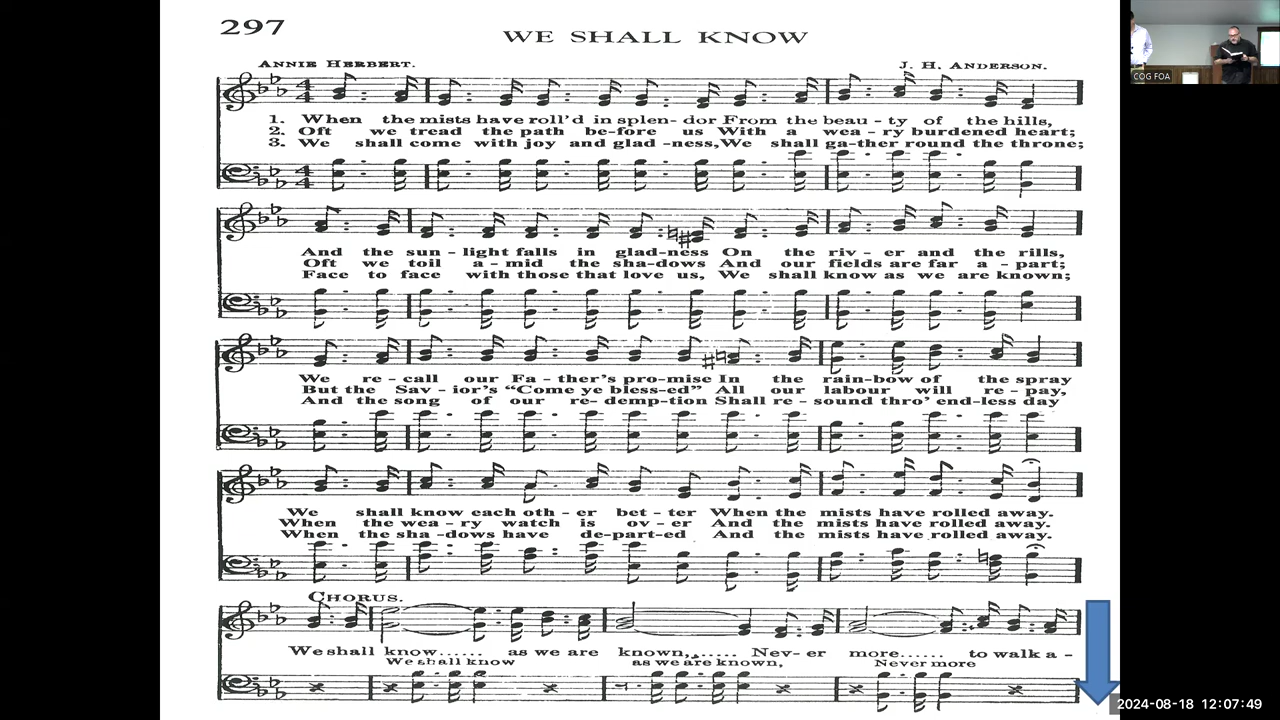 297
WE SHALL KNOW
ANNIE HERBERT.
J. H. ANDERSON.
1. When the mists have roll'd in splen- dor From the beau - ty of the hills,
2. Oft we tread the path be-fore us With a wea - ry burdened heart;
3. We shall come with joy and glad -ness,We shall ga-ther round the throne;
And the sun - light falls in glad-ness On the riv - er and the rills,
Oft we toil a - mid the sha-dows And our fields are far a - part;
Face to face with those that love us, We shall know as we are known;
We re - call our Fa - ther's pro-mise In the rain-bow of the spray
But the Sav - ior's "Come ye bless-ed" All our labour will re - pay,
And the song of our re- demp-tion Shall re - sound thro' end-less day
We shall know each oth - er bet - ter When the mists have rolled away.
When the wea - ry watch is ov - er And the mists have rolled away.
When the sha -dows have de-part-ed And the mists have rolled away.
CHORUS.
We shall know...... as we are known,...... Nev- er more...... to walk a -
We shall know as we are known, Never more
COG FOA
2024-08-18 12:07:49